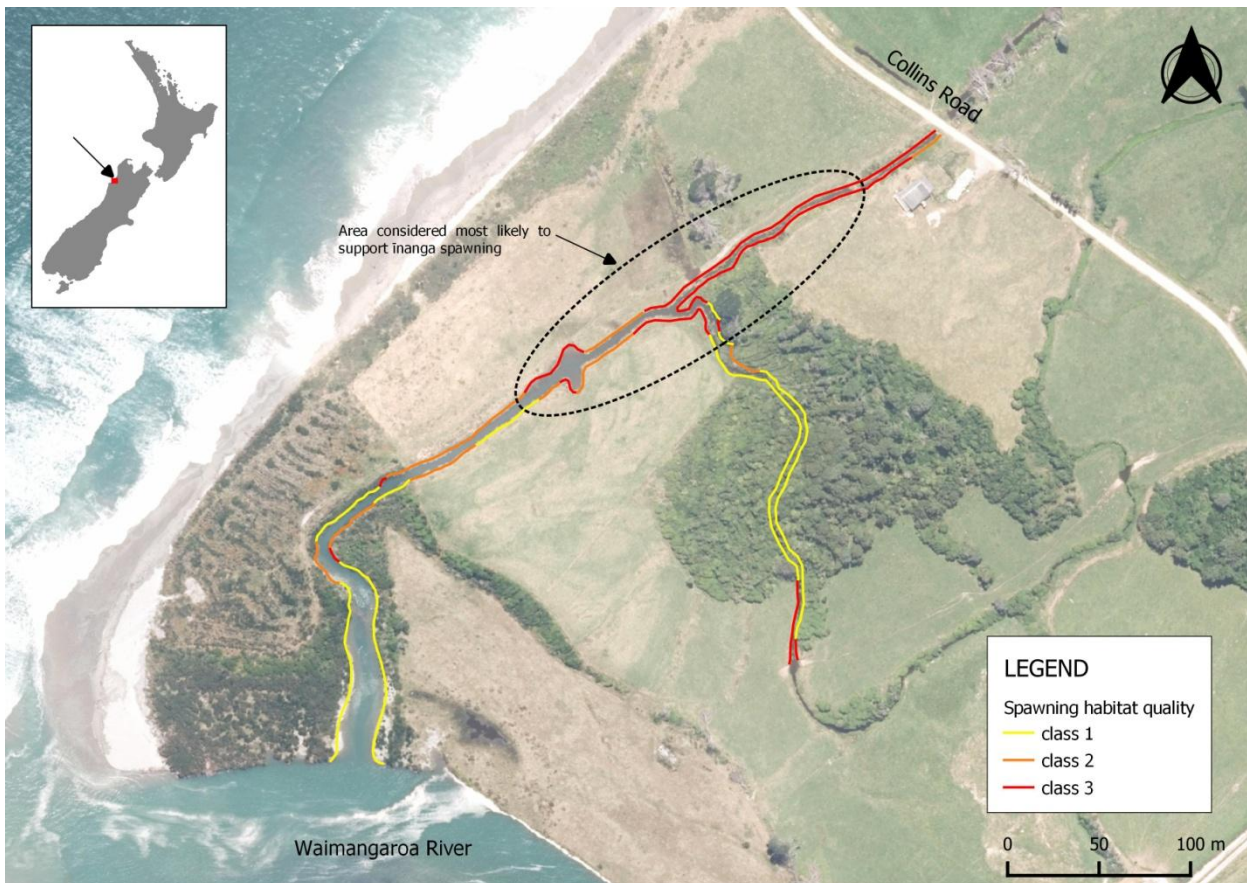 Collins Road
Area considered most likely to
support īnanga spawning
LEGEND
Spawning habitat quality
class 1
class 2
class 3
0 50 100 m
Waimangaroa River